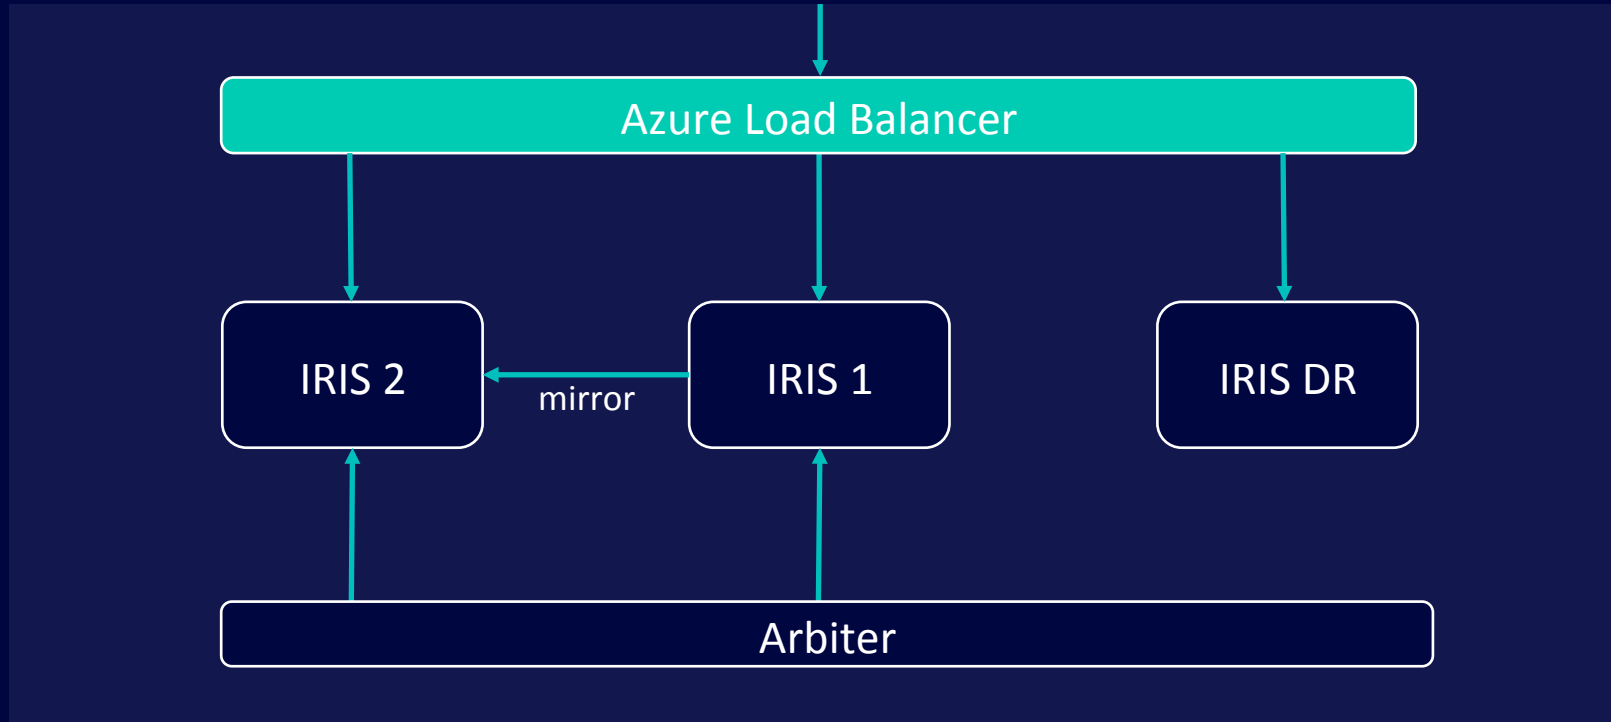 Azure Load Balancer
IRIS 2
mirror
IRIS 1
IRIS DR
Arbiter